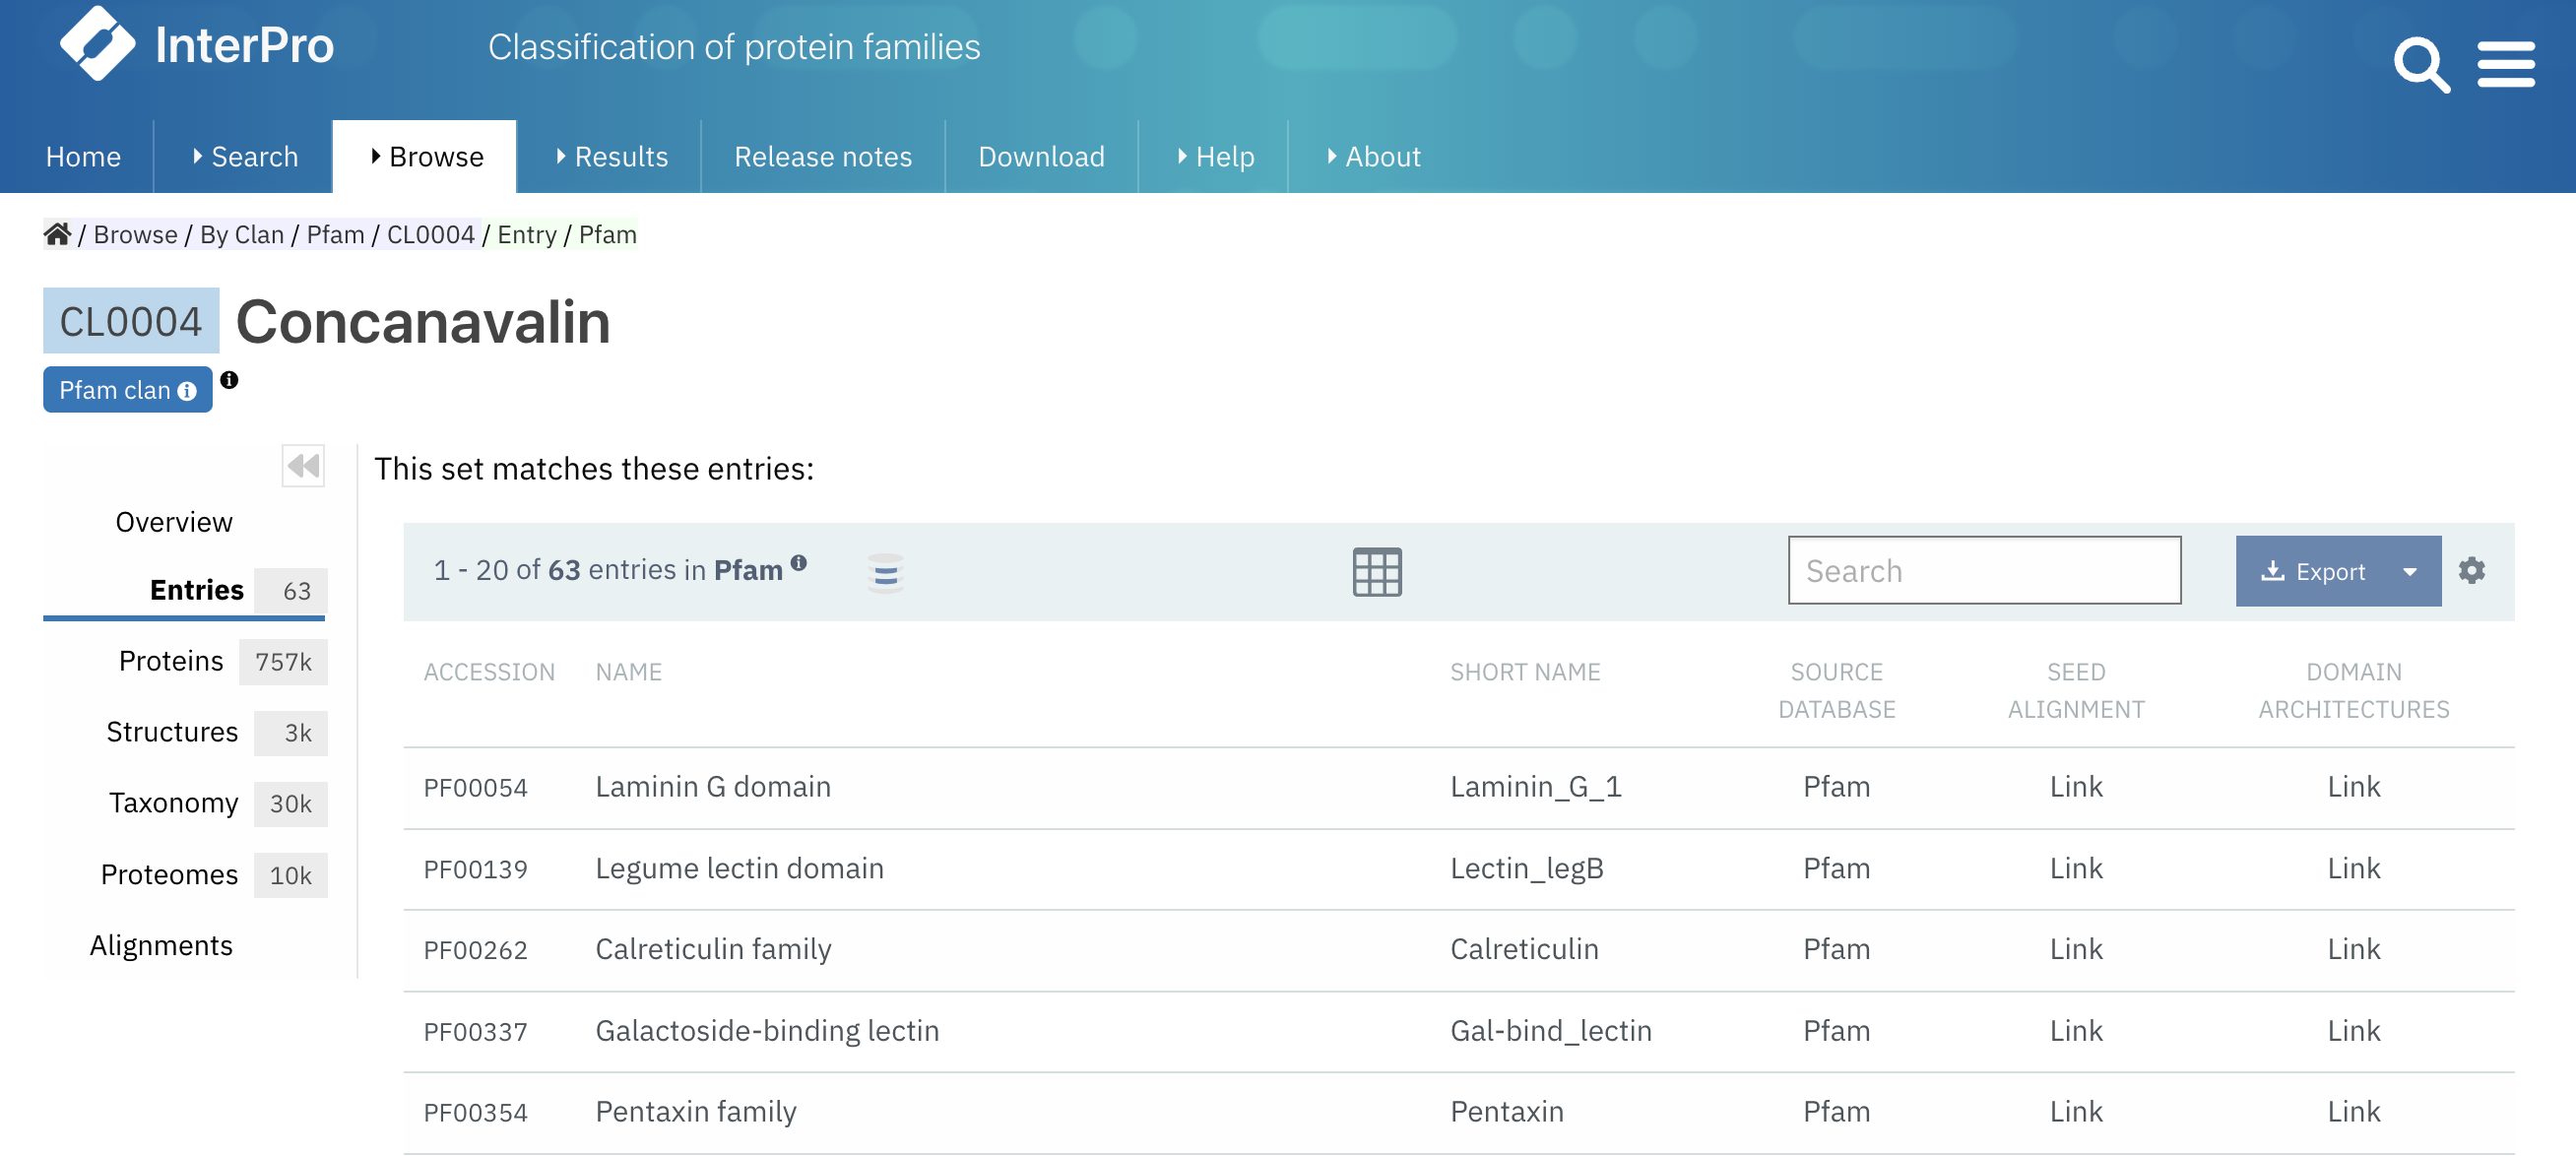 InterPro
Classification of protein families
Home Search Browse Results Release notes Download Help About
/ Browse / By Clan / Pfam / CL0004 / Entry / Pfam
CL0004 Concanavalin
Pfam clan
This set matches these entries:
Overview
Entries 63
Proteins 757k
Structures 3k
Taxonomy 30k
Proteomes 10k
Alignments
1 - 20 of 63 entries in Pfam
Search
Export
ACCESSION NAME SHORT NAME SOURCE DATABASE SEED ALIGNMENT DOMAIN ARCHITECTURES
PF00054 Laminin G domain Laminin_G_1 Pfam Link Link
PF00139 Legume lectin domain Lectin_legB Pfam Link Link
PF00262 Calreticulin family Calreticulin Pfam Link Link
PF00337 Galactoside-binding lectin Gal-bind_lectin Pfam Link Link
PF00354 Pentaxin family Pentaxin Pfam Link Link